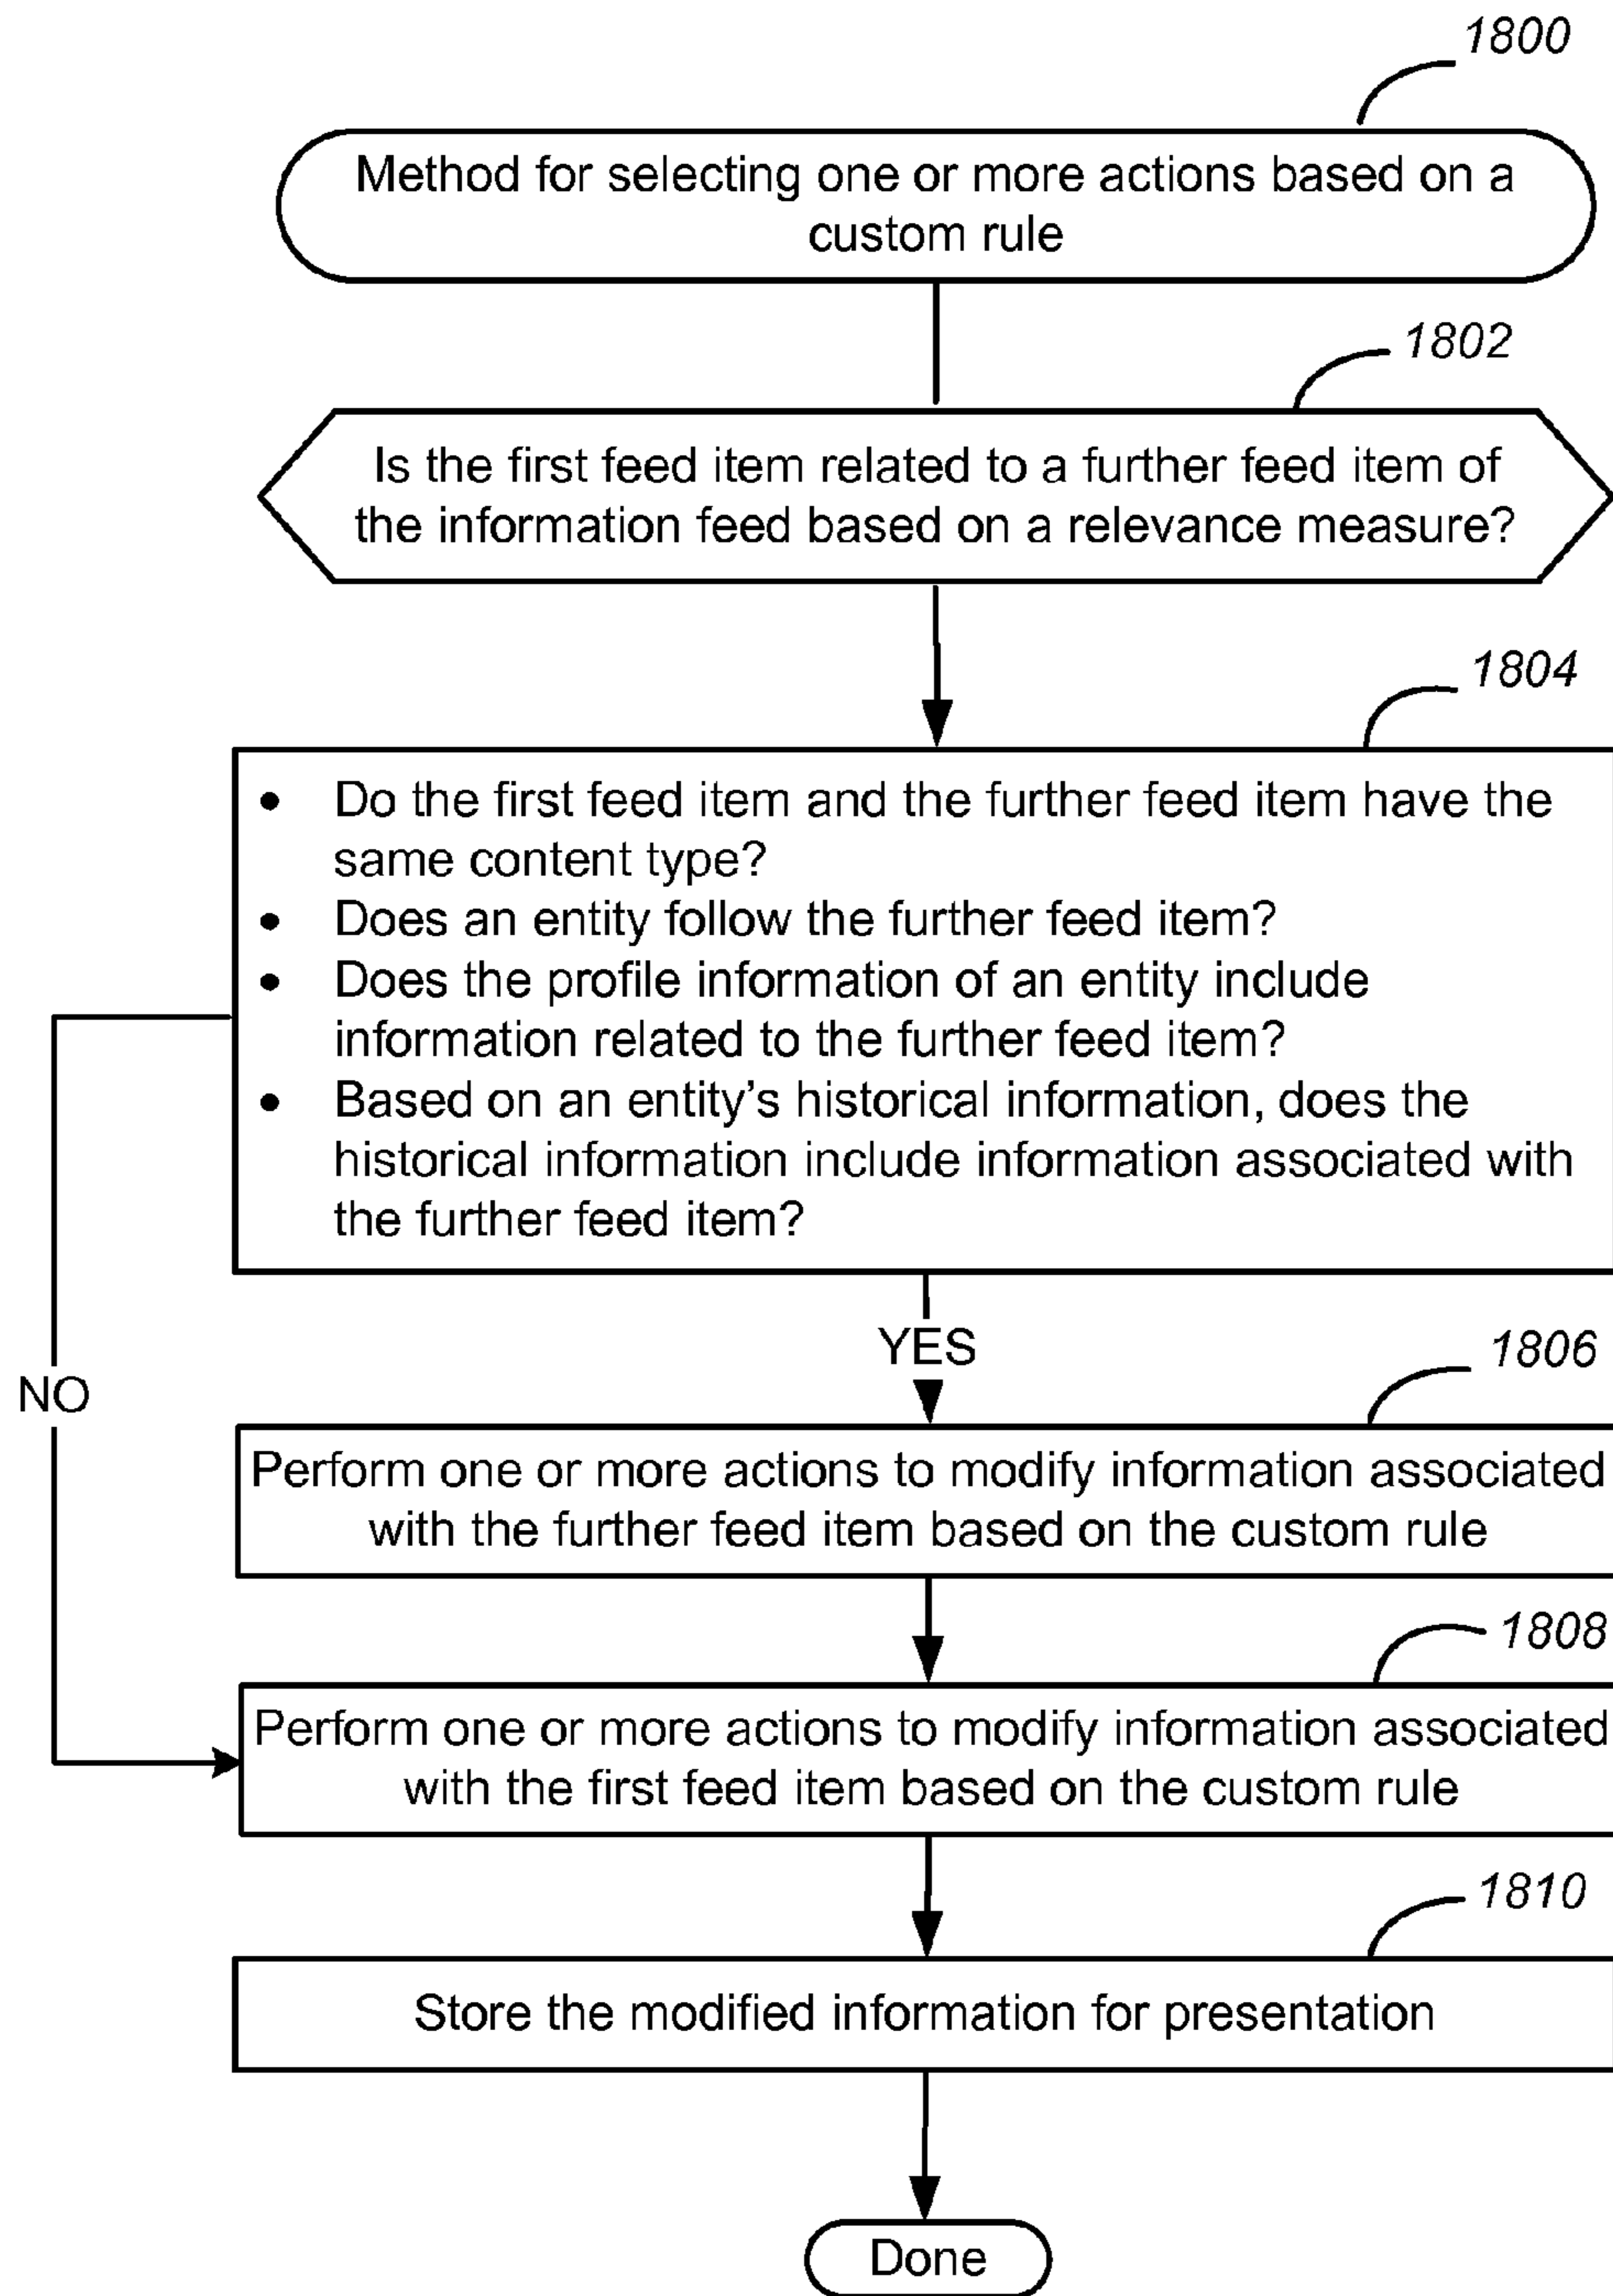 1800
Method for selecting one or more actions based on a
custom rule
1802
Is the first feed item related to a further feed item of
the information feed based on a relevance measure?
1804
• Do the first feed item and the further feed item have the
same content type?
• Does an entity follow the further feed item?
• Does the profile information of an entity include
information related to the further feed item?
• Based on an entity’s historical information, does the
historical information include information associated with
the further feed item?
YES
NO
1806
Perform one or more actions to modify information associated
with the further feed item based on the custom rule
1808
Perform one or more actions to modify information associated
with the first feed item based on the custom rule
1810
Store the modified information for presentation
Done